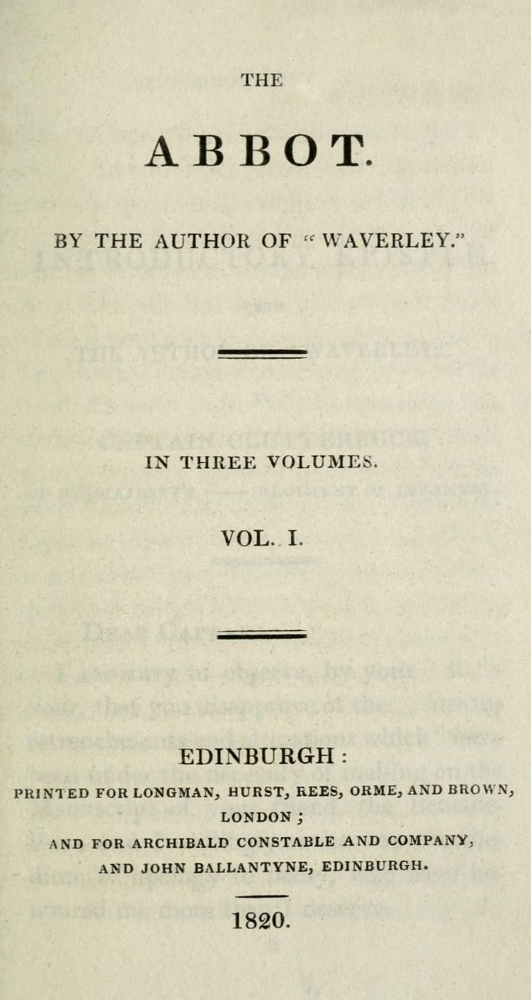 THE
ABBOT.
BY THE AUTHOR OF “WAVERLEY.”
IN THREE VOLUMES.
VOL. I.
EDINBURGH:
PRINTED FOR LONGMAN, HURST, REES, ORME, AND BROWN,
LONDON;
AND FOR ARCHIBALD CONSTABLE AND COMPANY,
AND JOHN BALLANTYNE, EDINBURGH.
1820.